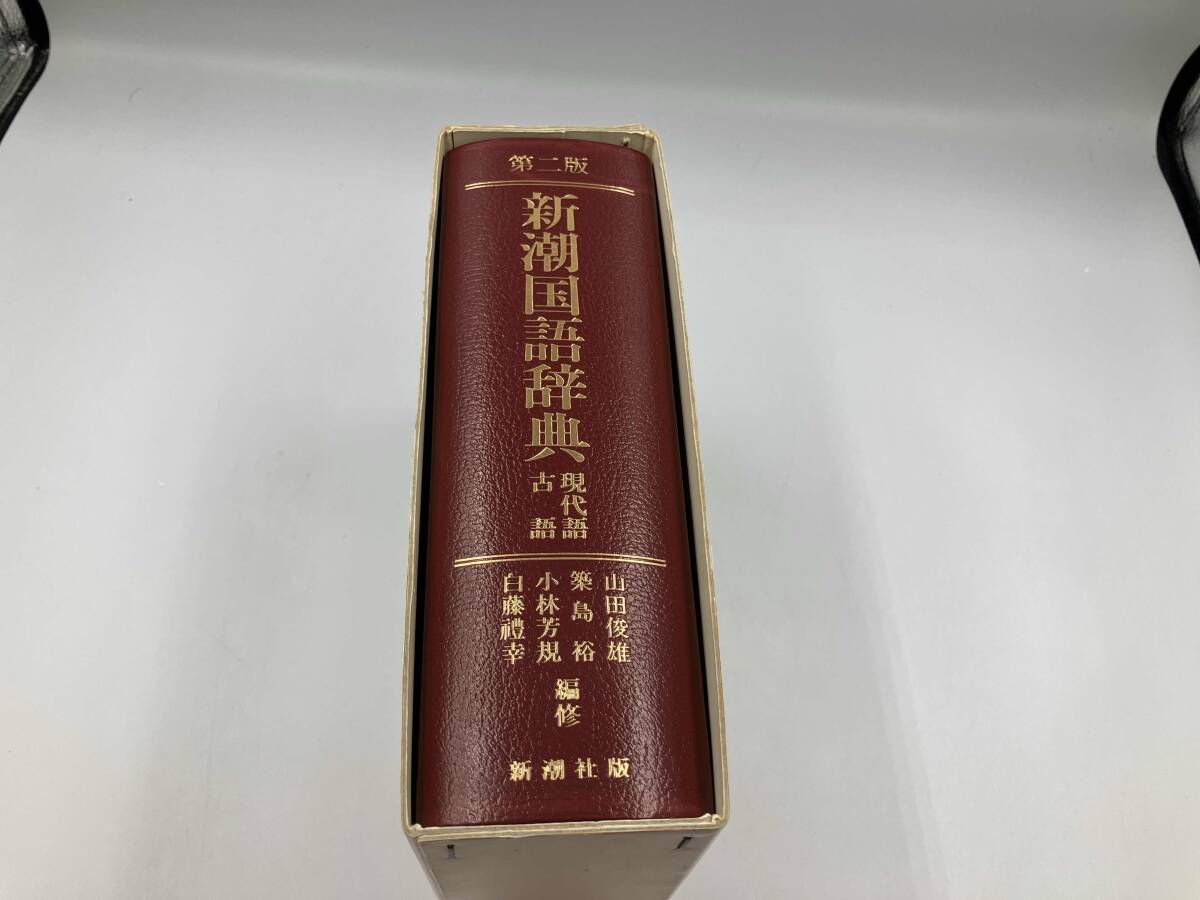 第二版
新潮国語辞典
現代語
古語
山田俊雄
築島裕
小林芳規
白藤禮幸
編修
新潮社版